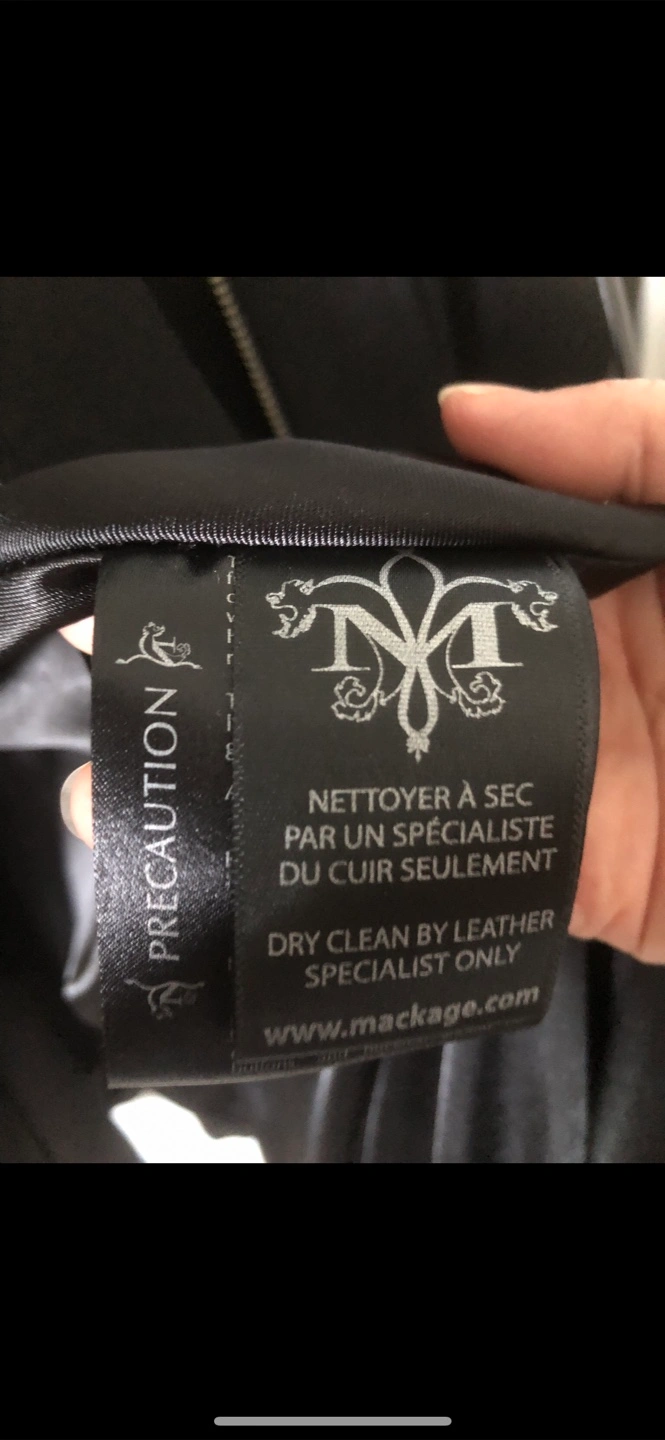 PRECAUTION
M
NETTOYER À SEC
PAR UN SPÉCIALISTE
DU CUIR SEULEMENT
DRY CLEAN BY LEATHER
SPECIALIST ONLY
www.mackage.com